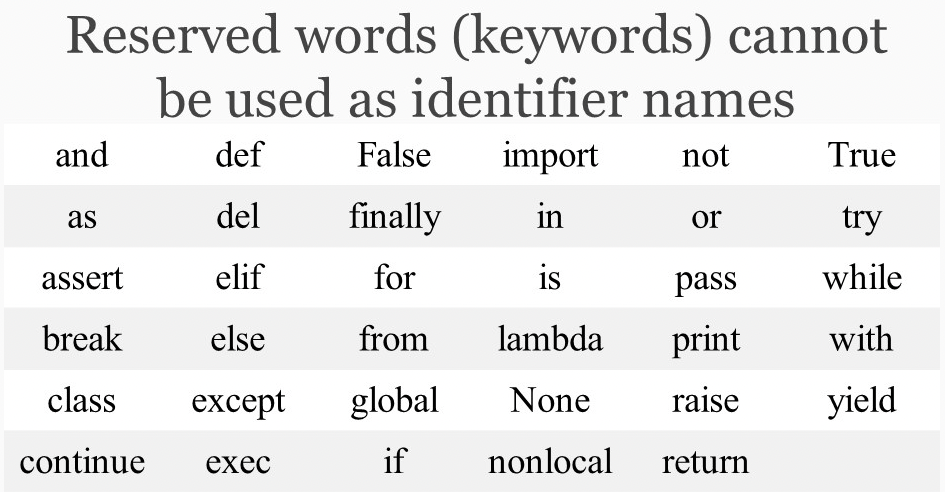 Reserved words (keywords) cannot
be used as identifier names
and def False import not True
as del finally in or try
assert elif for is pass while
break else from lambda print with
class except global None raise yield
continue exec if nonlocal return